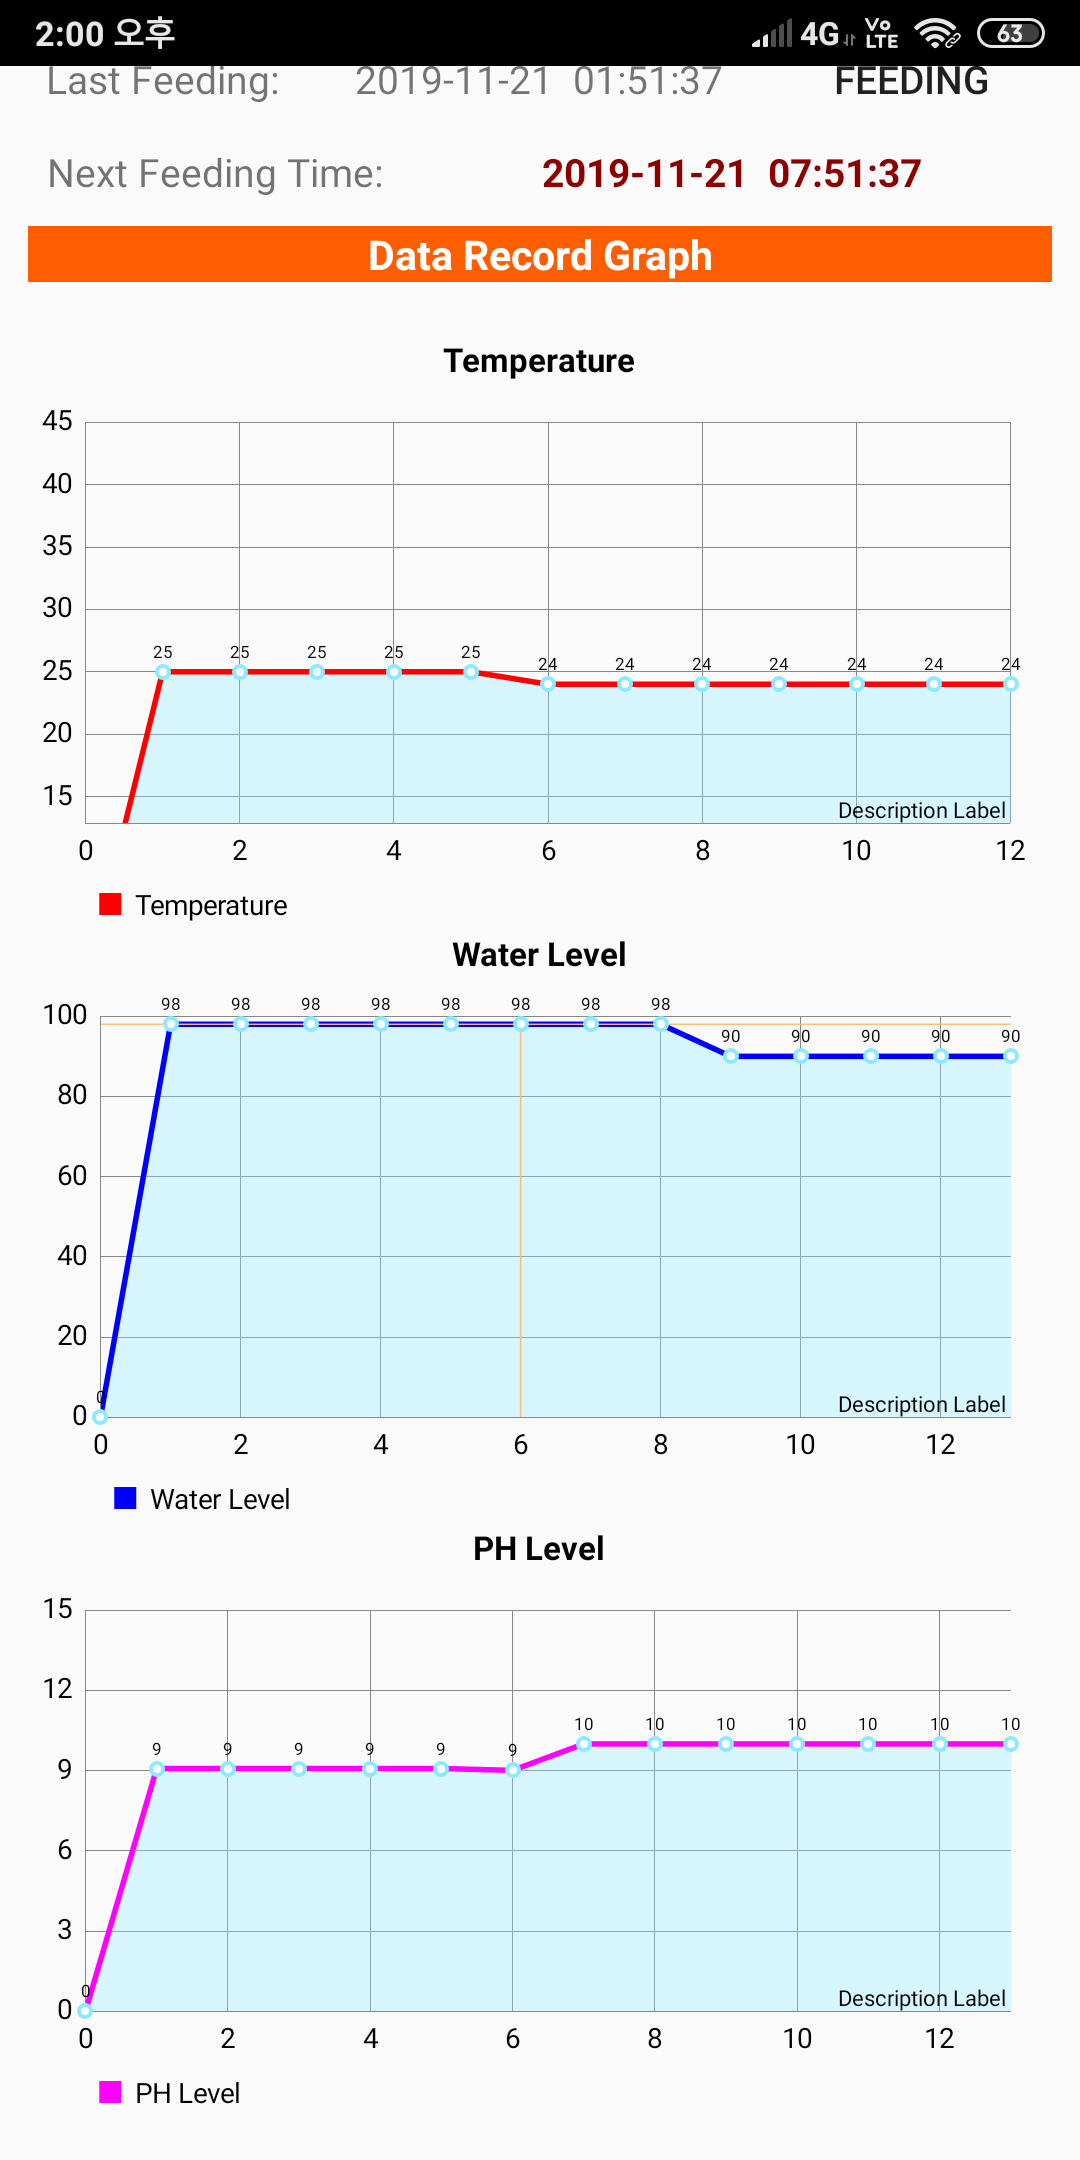 2:00 오후 4G Vo LTE 63
Last Feeding: 2019-11-21 01:51:37 FEEDING
Next Feeding Time: 2019-11-21 07:51:37
Data Record Graph
Temperature
45
40
35
30
25 25 25 25 25 24 24 24 24 24 24 24
25
20
15
Description Label
0 2 4 6 8 10 12
Temperature
Water Level
98 98 98 98 98 98 98 98
100
90 90 90 90 90
80
60
40
20
0
Description Label
0
0 2 4 6 8 10 12
Water Level
PH Level
15
12
10 10 10 10 10 10 10
9 9 9 9 9 9
9
6
3
0
Description Label
0
0 2 4 6 8 10 12
PH Level